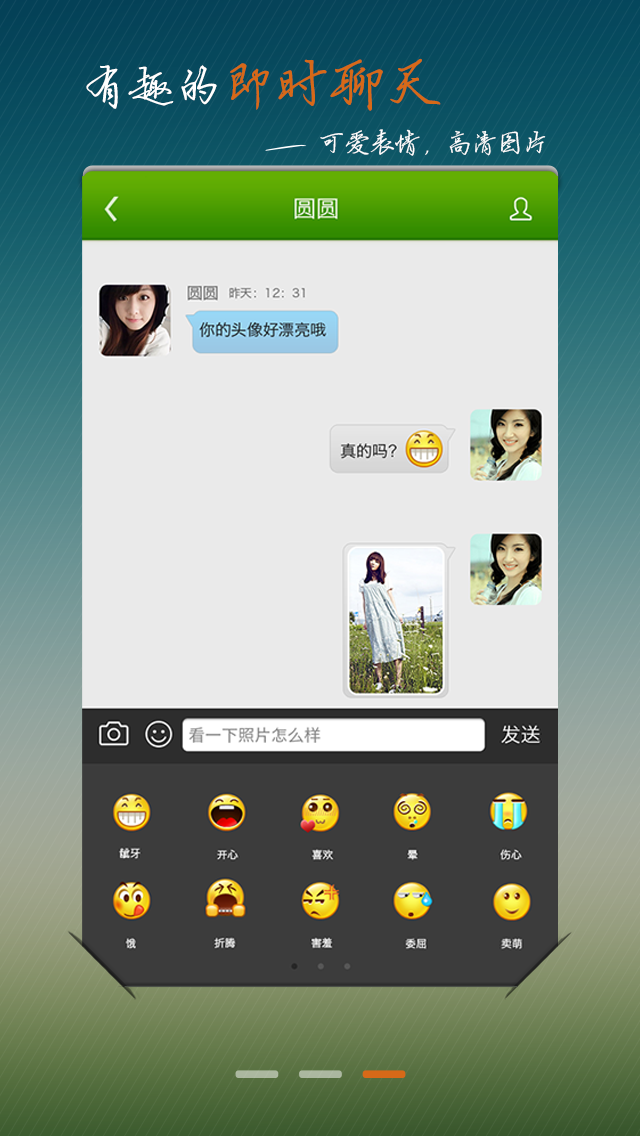 有趣的即时聊天
—— 可爱表情，高清图片
圆圆
圆圆 昨天：12：31
你的头像好漂亮哦
真的吗？
看一下照片怎么样 发送
龇牙 开心 喜欢 晕 伤心
饿 折腾 害羞 委屈 卖萌